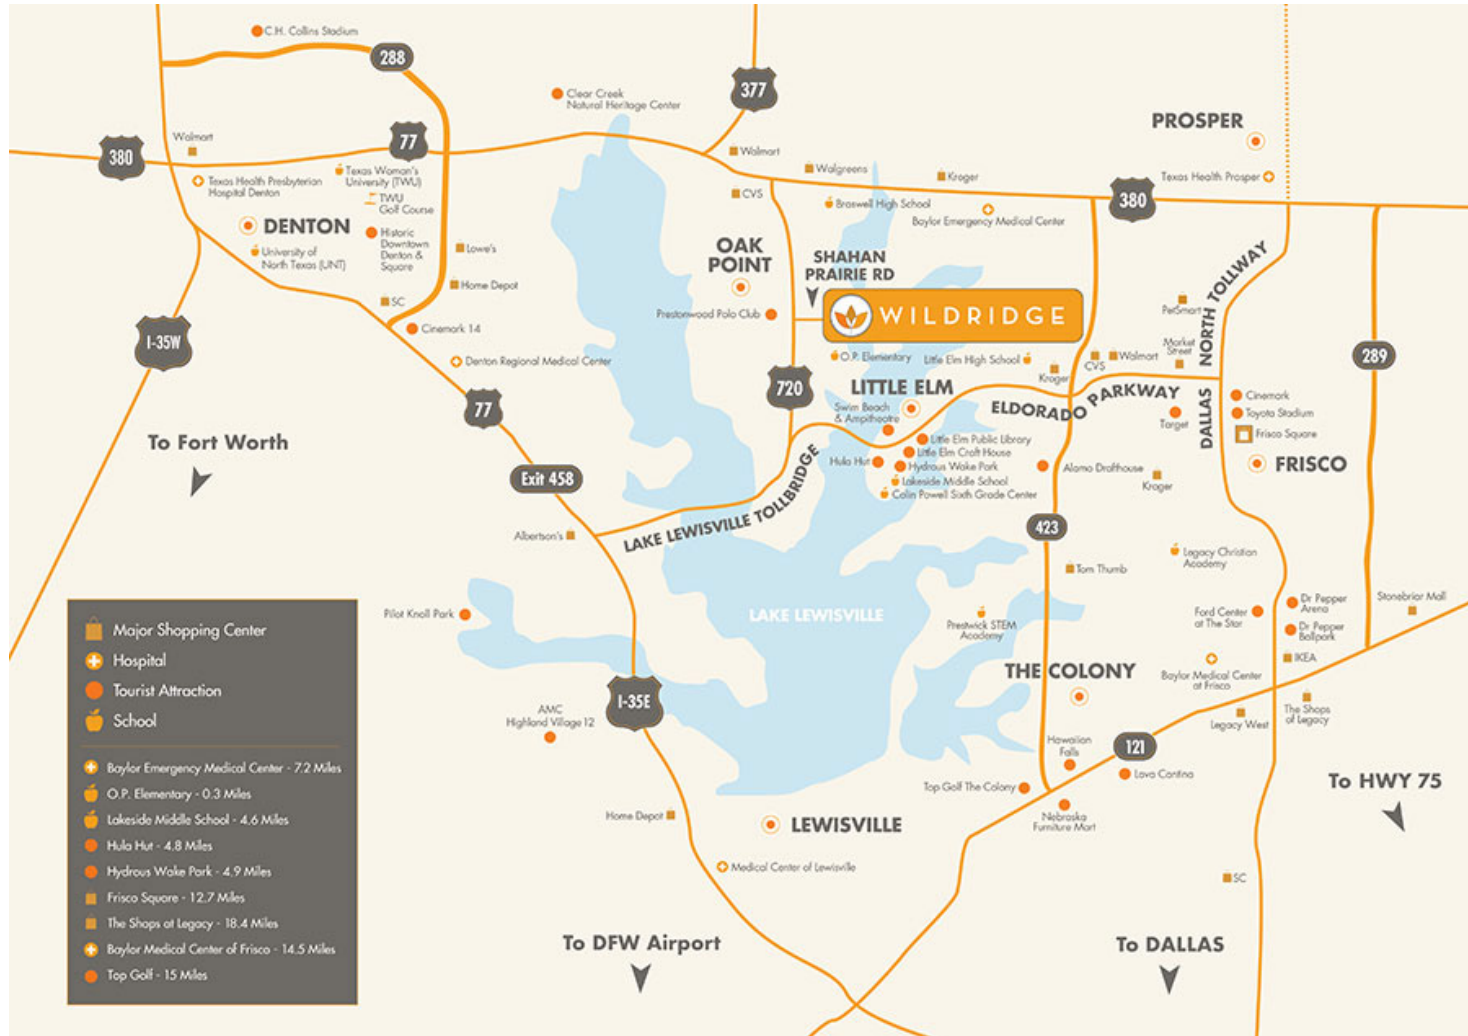 C.H. Collins Stadium
288
377
Clear Creek
Natural Heritage Center
PROSPER
Walmart
77
380
Walmart
Texas Woman's
University (TWU)
Texas Health Presbyterian
Hospital Denton
TWU
Golf Course
Walgreens
Kroger
Texas Health Prosper
CVS
Braswell High School
Baylor Emergency Medical Center
380
DENTON
Historic
Downtown
Denton &
Square
University of
North Texas (UNT)
Lowe's
Home Depot
SC
Cinemark 14
OAK
POINT
SHAHAN
PRAIRIE RD
Prestonwood Polo Club
WILDRIDGE
DALLAS NORTH TOLLWAY
PetSmart
Market
Street
I-35W
Denton Regional Medical Center
O.P. Elementary
Little Elm High School
Kroger
CVS
Walmart
289
720
77
LITTLE ELM
Swim Beach
& Ampitheatre
ELDORADO PARKWAY
Target
Cinemark
Toyota Stadium
Frisco Square
FRISCO
To Fort Worth
Exit 458
Hula Hut
Little Elm Public Library
Little Elm Croft House
Hydrous Wake Park
Lakeside Middle School
Colin Powell Sixth Grade Center
Alamo Drafthouse
Kroger
LAKE LEWISVILLE TOLLBRIDGE
Albertson's
423
Tom Thumb
Legacy Christian
Academy
Pilot Knoll Park
LAKE LEWISVILLE
Prestwick STEM
Academy
Ford Center
at The Star
Dr Pepper
Arena
Dr Pepper
Ballpark
Stonebriar Mall
IKEA
THE COLONY
Baylor Medical Center
at Frisco
The Shops
of Legacy
Legacy West
I-35E
AMC
Highland Village 12
Hawaiian
Falls
121
Lava Cantina
Top Golf The Colony
Nebraska
Furniture Mart
To HWY 75
Home Depot
LEWISVILLE
Medical Center of Lewisville
SC
To DFW Airport
To DALLAS
Major Shopping Center
Hospital
Tourist Attraction
School
Baylor Emergency Medical Center - 7.2 Miles
O.P. Elementary - 0.3 Miles
Lakeside Middle School - 4.6 Miles
Hula Hut - 4.8 Miles
Hydrous Wake Park - 4.9 Miles
Frisco Square - 12.7 Miles
The Shops at Legacy - 18.4 Miles
Baylor Medical Center of Frisco - 14.5 Miles
Top Golf - 15 Miles